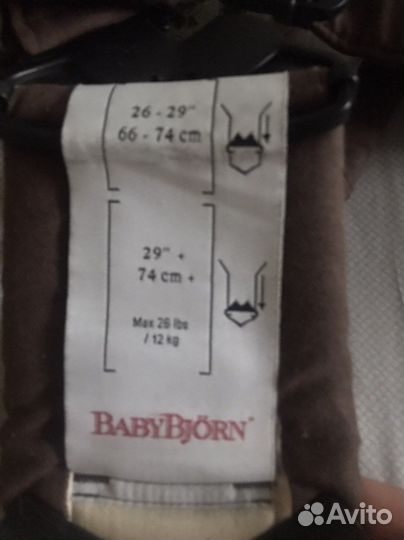 26 - 29"
66 - 74 cm
29" +
74 cm +
Max 26 lbs
/ 12 kg
BABYBJÖRN
Avito